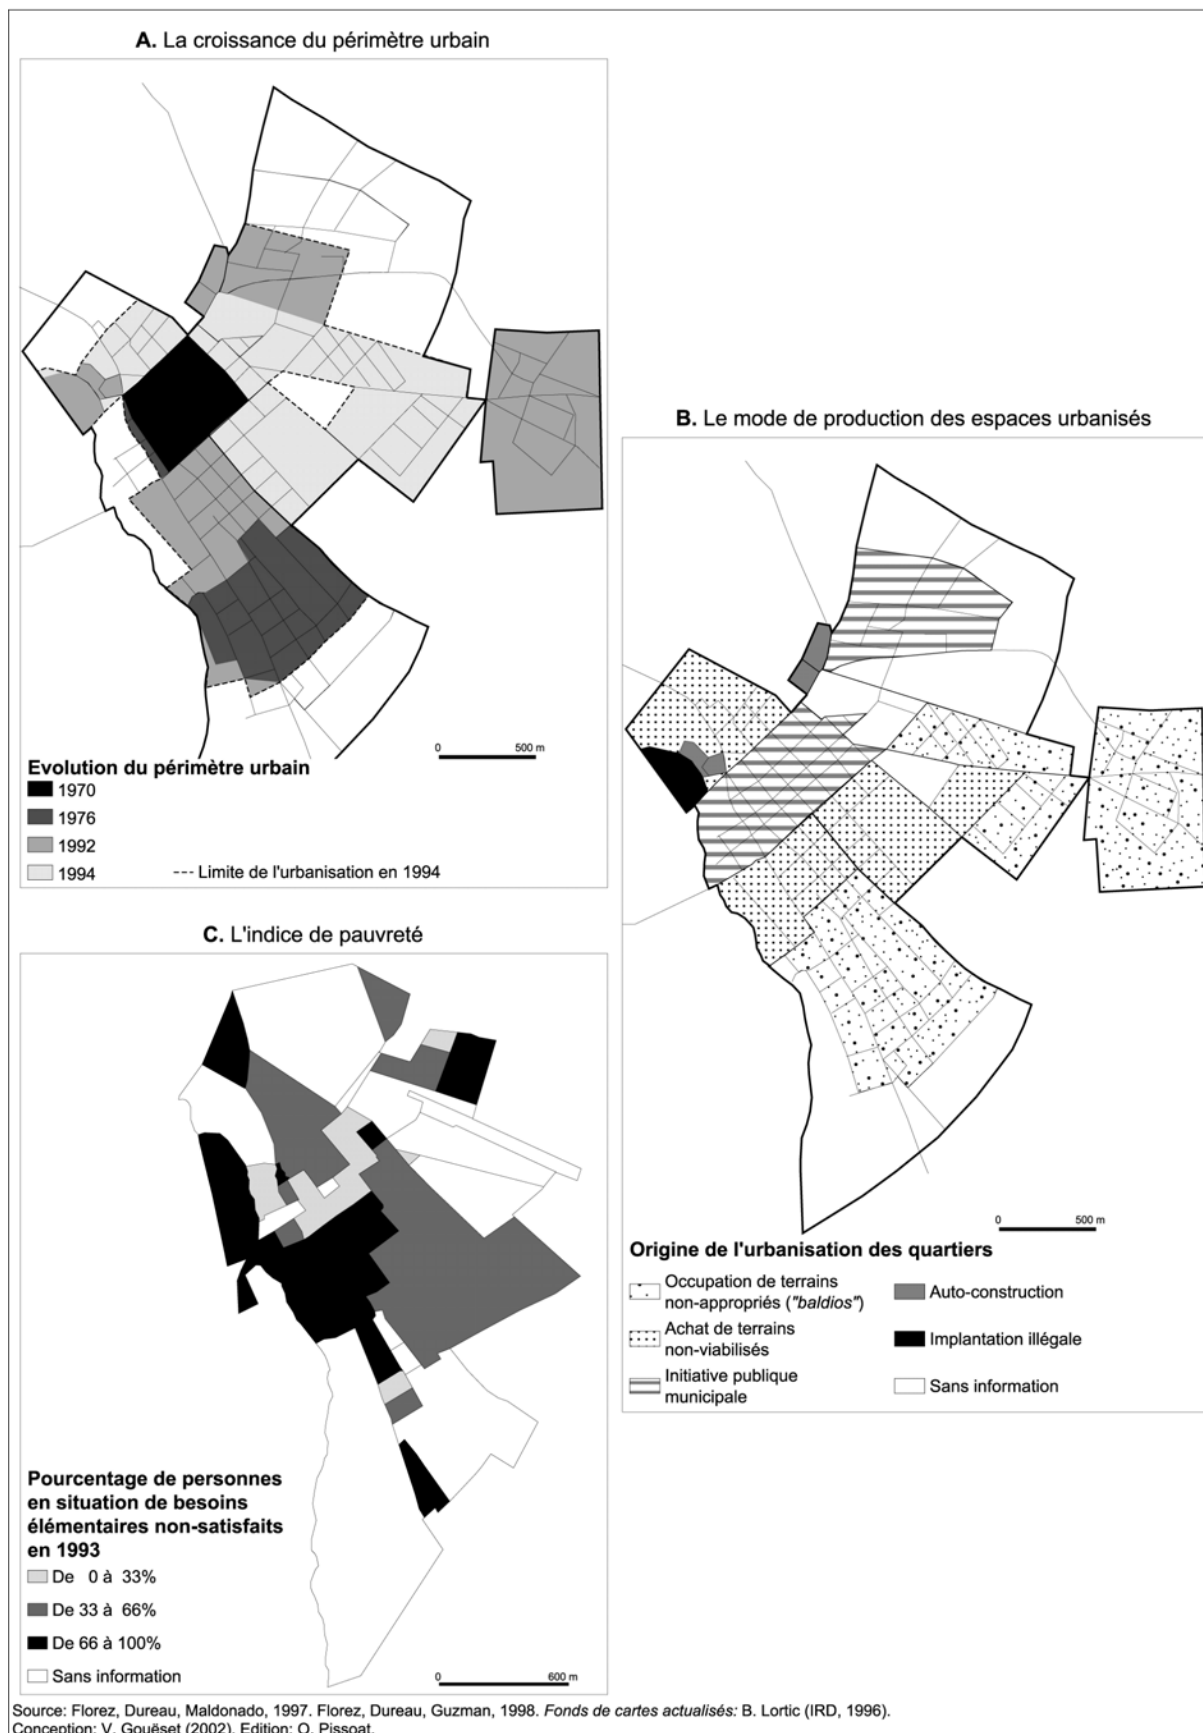 A. La croissance du périmètre urbain
0 500 m
Evolution du périmètre urbain
1970
1976
1992
1994
Limite de l'urbanisation en 1994
B. Le mode de production des espaces urbanisés
0 500 m
Origine de l'urbanisation des quartiers
Occupation de terrains
non-appropriés ("baldios")
Achat de terrains
non-viabilisés
Initiative publique
municipale
Auto-construction
Implantation illégale
Sans information
C. L'indice de pauvreté
Pourcentage de personnes
en situation de besoins
élémentaires non-satisfaits
en 1993
De 0 à 33%
De 33 à 66%
De 66 à 100%
Sans information
0 600 m
Source: Florez, Dureau, Maldonado, 1997. Florez, Dureau, Guzman, 1998. Fonds de cartes actualisés: B. Lortic (IRD, 1996).
Conception: V. Gouëset (2002). Edition: O. Pissoat.